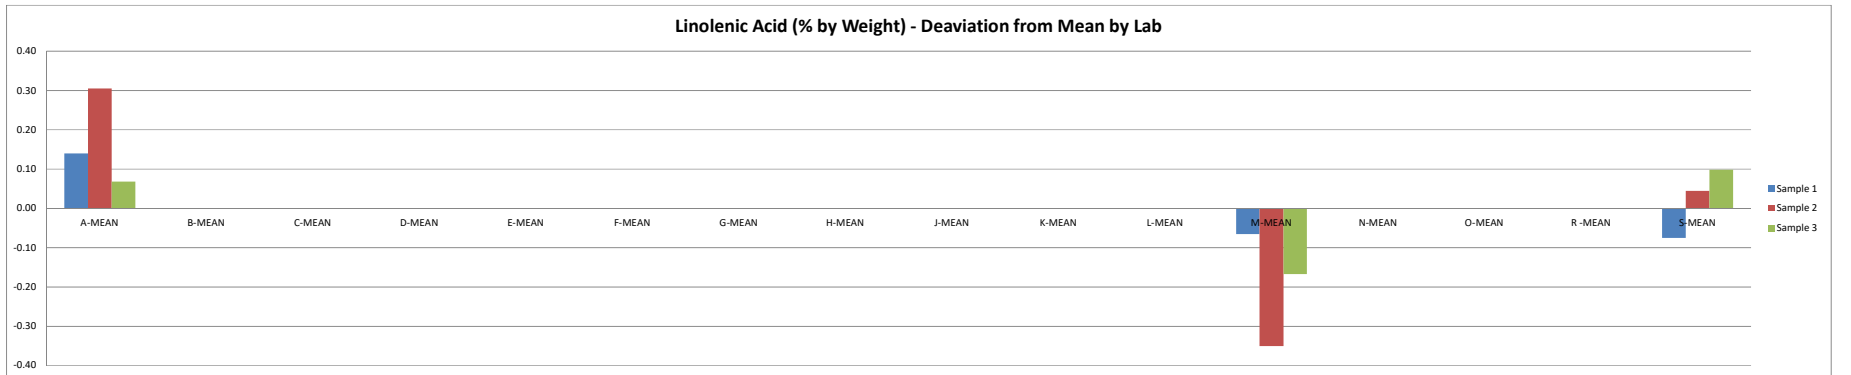 Linolenic Acid (% by Weight) - Deaviation from Mean by Lab
0.40
0.30
0.20
0.10
0.00
-0.10
-0.20
-0.30
-0.40
A-MEAN B-MEAN C-MEAN D-MEAN E-MEAN F-MEAN G-MEAN H-MEAN J-MEAN K-MEAN L-MEAN M-MEAN N-MEAN O-MEAN R -MEAN S-MEAN
Sample 1
Sample 2
Sample 3